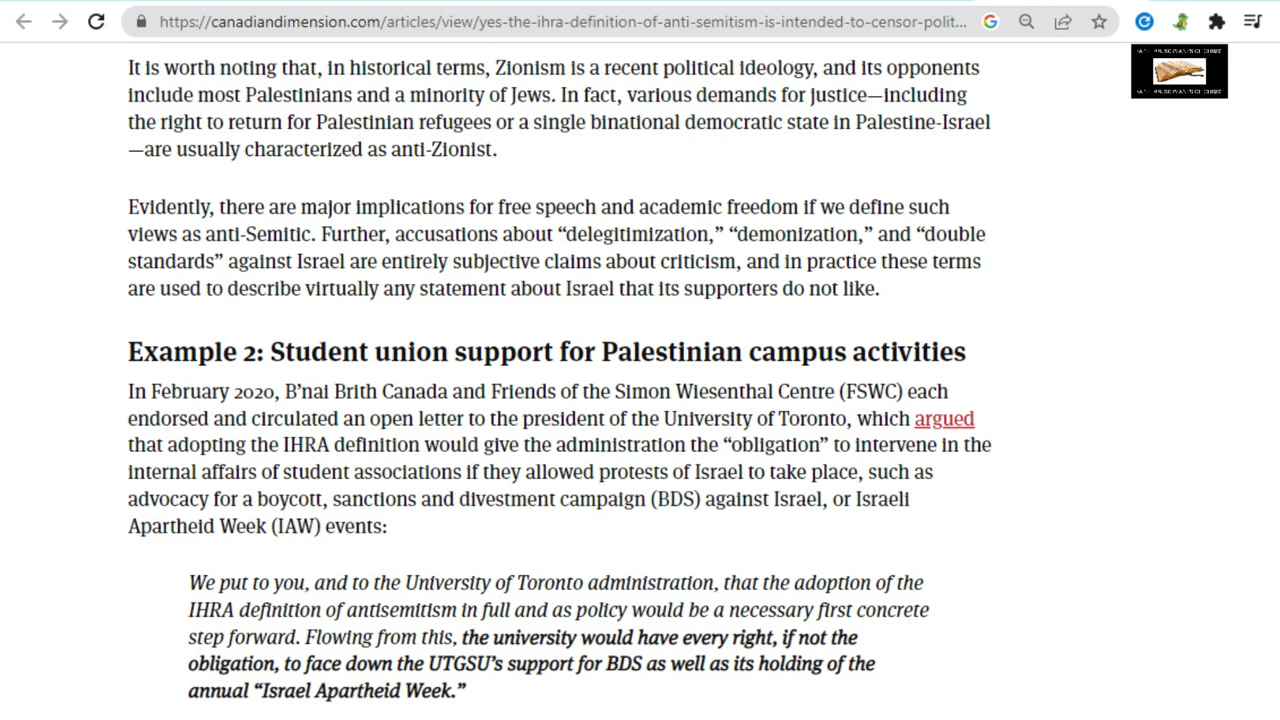 https://canadiandimension.com/articles/view/yes-the-ihra-definition-of-anti-semitism-is-intended-to-censor-polit...
It is worth noting that, in historical terms, Zionism is a recent political ideology, and its opponents
include most Palestinians and a minority of Jews. In fact, various demands for justice—including
the right to return for Palestinian refugees or a single binational democratic state in Palestine-Israel
—are usually characterized as anti-Zionist.
Evidently, there are major implications for free speech and academic freedom if we define such
views as anti-Semitic. Further, accusations about “delegitimization,” “demonization,” and “double
standards” against Israel are entirely subjective claims about criticism, and in practice these terms
are used to describe virtually any statement about Israel that its supporters do not like.
Example 2: Student union support for Palestinian campus activities
In February 2020, B’nai Brith Canada and Friends of the Simon Wiesenthal Centre (FSWC) each
endorsed and circulated an open letter to the president of the University of Toronto, which argued
that adopting the IHRA definition would give the administration the “obligation” to intervene in the
internal affairs of student associations if they allowed protests of Israel to take place, such as
advocacy for a boycott, sanctions and divestment campaign (BDS) against Israel, or Israeli
Apartheid Week (IAW) events:
We put to you, and to the University of Toronto administration, that the adoption of the
IHRA definition of antisemitism in full and as policy would be a necessary first concrete
step forward. Flowing from this, the university would have every right, if not the
obligation, to face down the UTGSU’s support for BDS as well as its holding of the
annual “Israel Apartheid Week.”